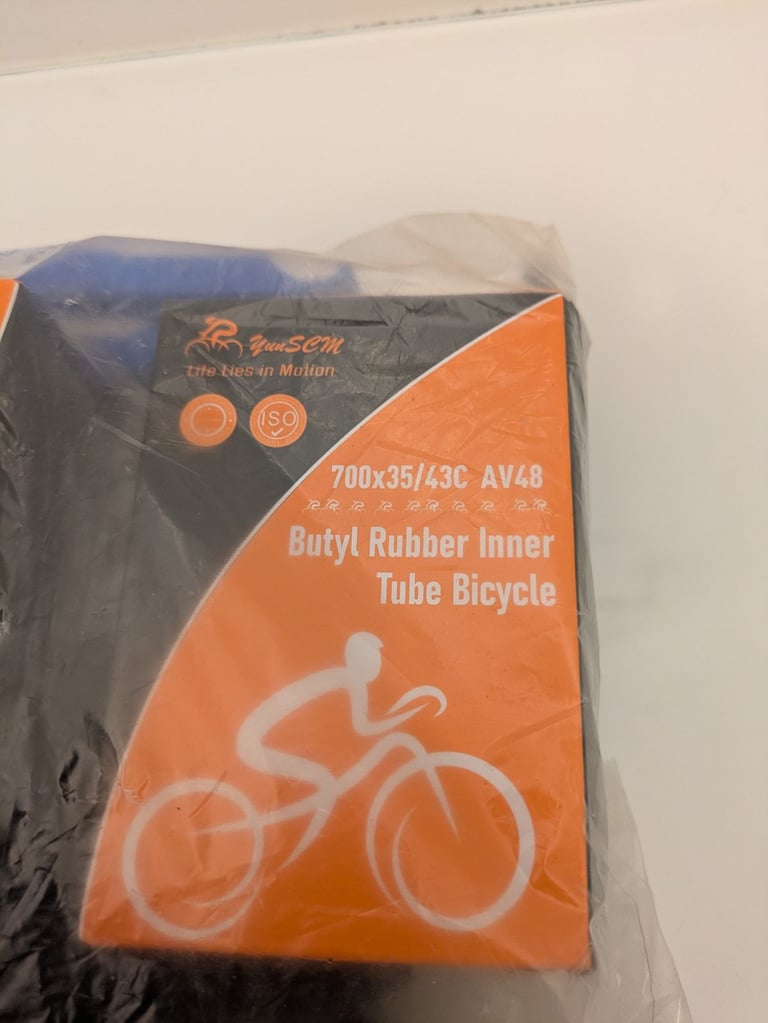 YunSCM
Life Lies in Motion
ISO
700x35/43C AV48
Butyl Rubber Inner
Tube Bicycle